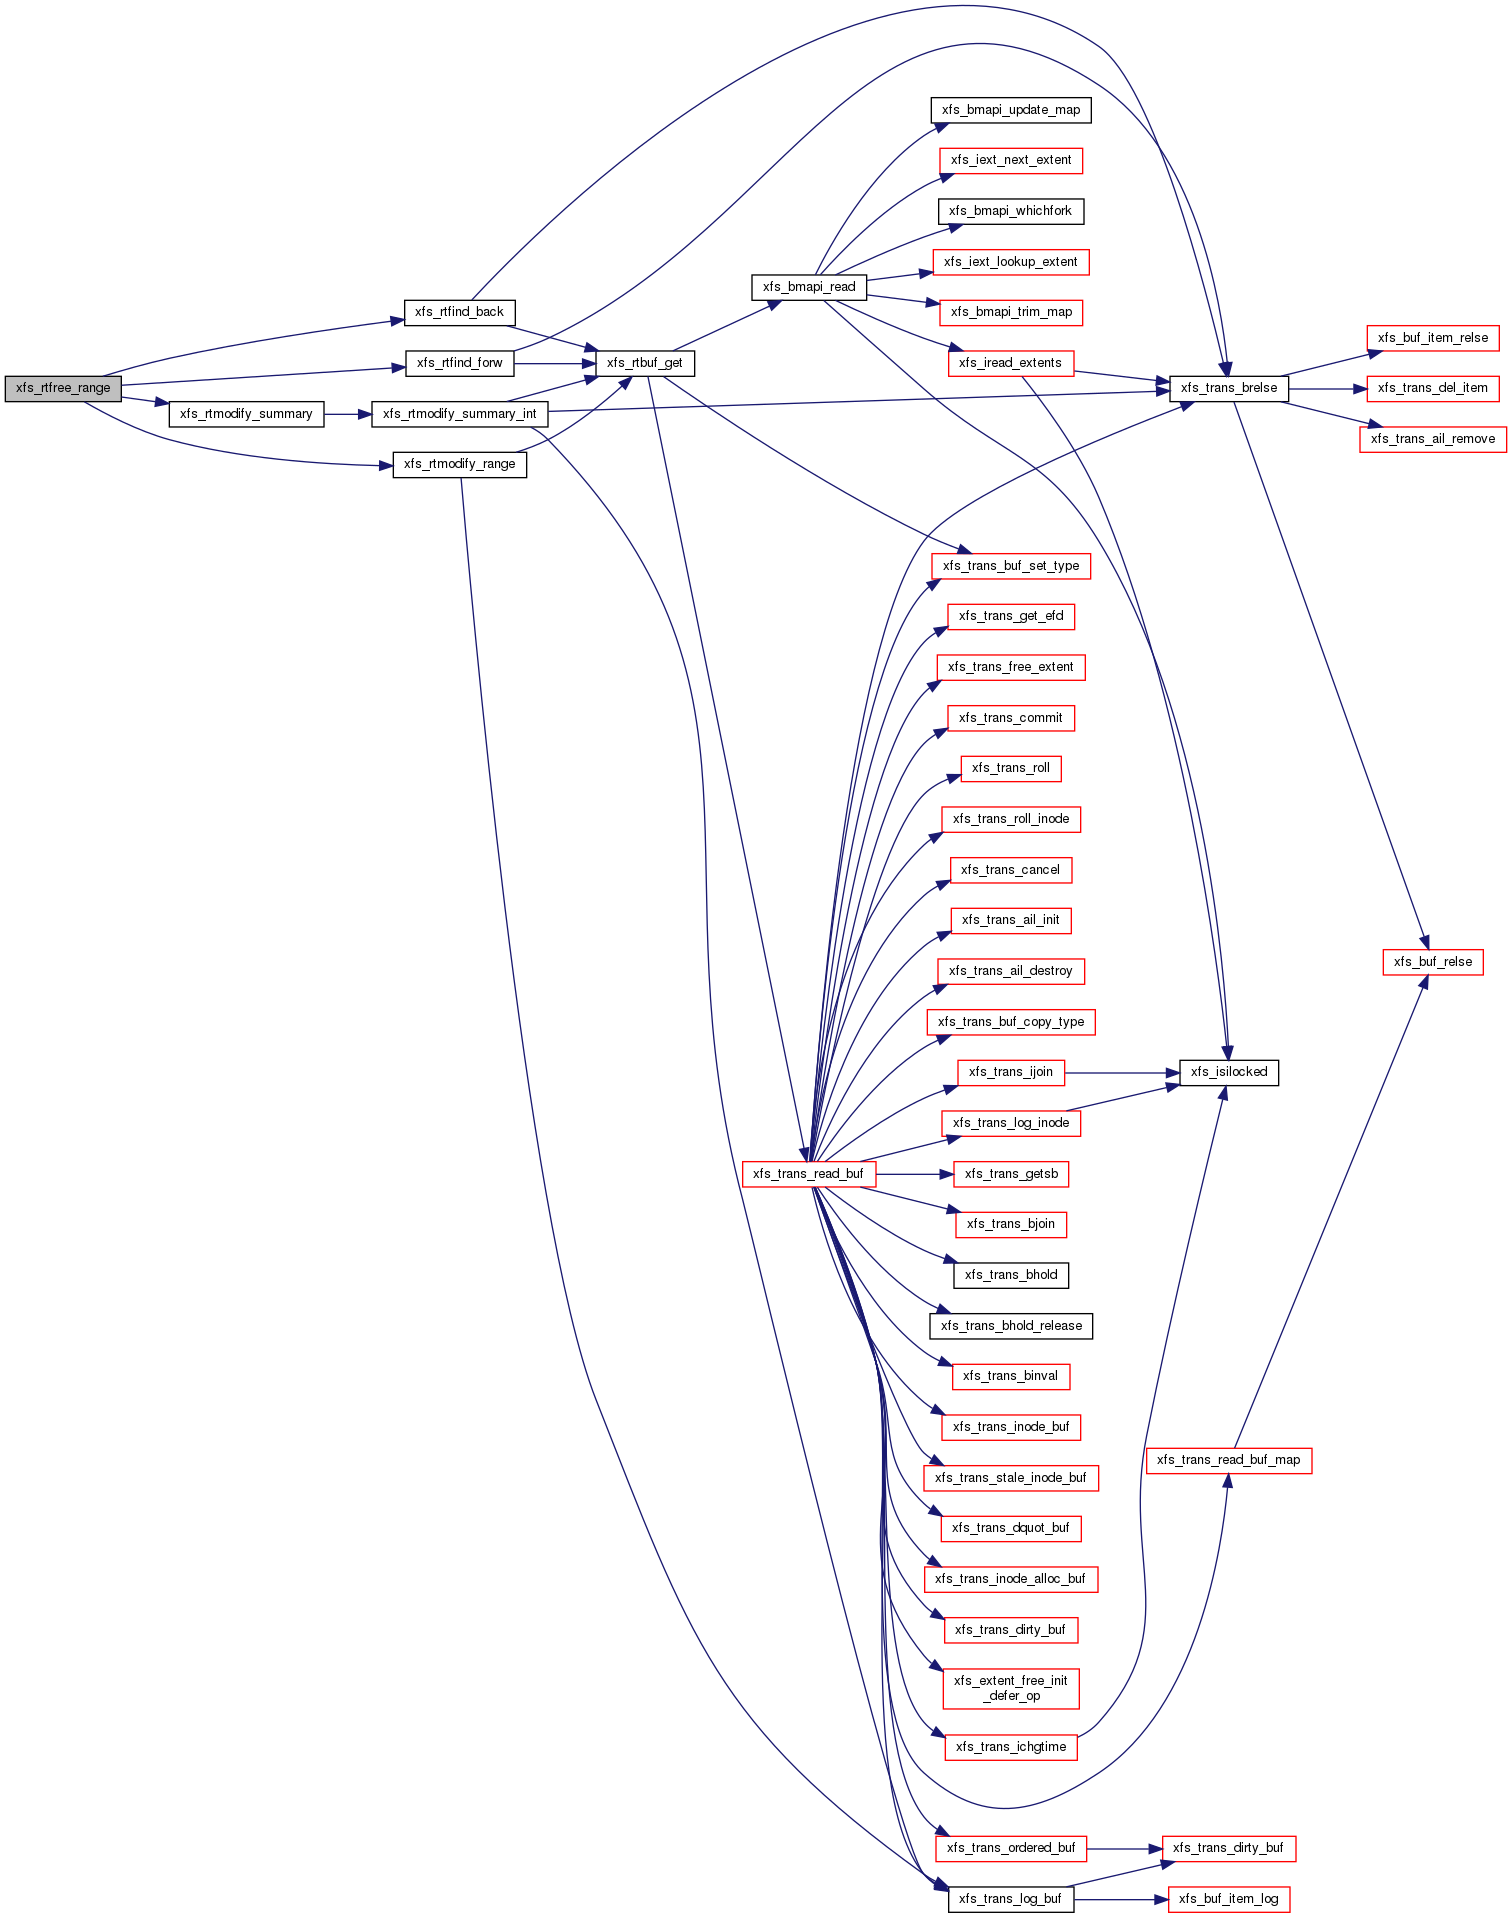 xfs_bmapi_update_map
xfs_iext_next_extent
xfs_bmapi_whichfork
xfs_iext_lookup_extent
xfs_bmapi_read
xfs_rtfind_back
xfs_bmapi_trim_map
xfs_buf_item_relse
xfs_rtfind_forw
xfs_rtbuf_get
xfs_iread_extents
xfs_rtfree_range
xfs_trans_brelse
xfs_trans_del_item
xfs_rtmodify_summary
xfs_rtmodify_summary_int
xfs_trans_ail_remove
xfs_rtmodify_range
xfs_trans_buf_set_type
xfs_trans_get_efd
xfs_trans_free_extent
xfs_trans_commit
xfs_trans_roll
xfs_trans_roll_inode
xfs_trans_cancel
xfs_trans_ail_init
xfs_buf_relse
xfs_trans_ail_destroy
xfs_trans_buf_copy_type
xfs_trans_ijoin
xfs_isilocked
xfs_trans_log_inode
xfs_trans_read_buf
xfs_trans_getsb
xfs_trans_bjoin
xfs_trans_bhold
xfs_trans_bhold_release
xfs_trans_binval
xfs_trans_inode_buf
xfs_trans_read_buf_map
xfs_trans_stale_inode_buf
xfs_trans_dquot_buf
xfs_trans_inode_alloc_buf
xfs_trans_dirty_buf
xfs_extent_free_init
_defer_op
xfs_trans_ichgtime
xfs_trans_ordered_buf
xfs_trans_dirty_buf
xfs_trans_log_buf
xfs_buf_item_log